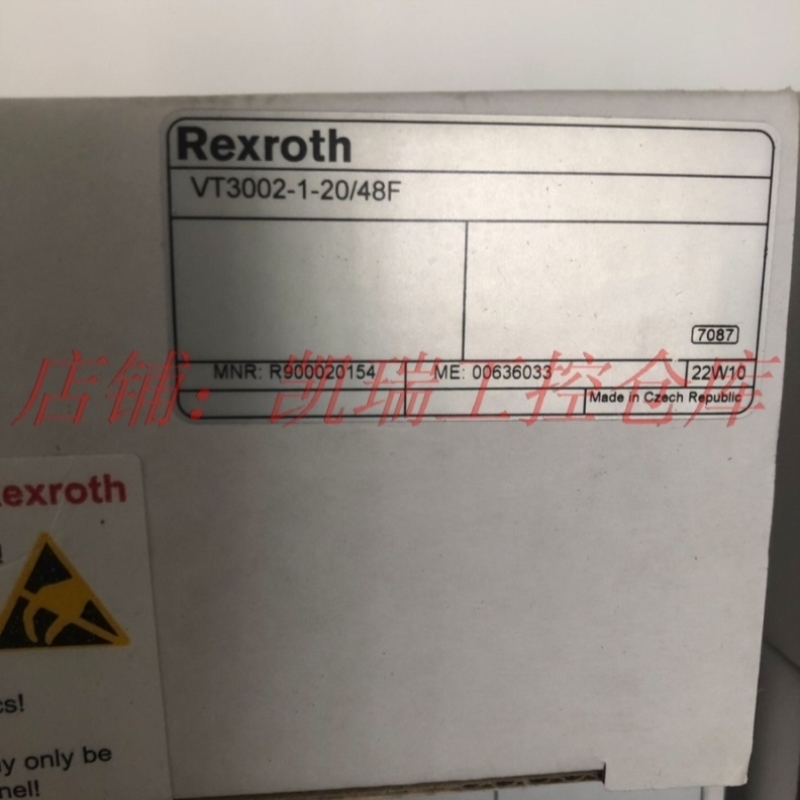 Rexroth
VT3002-1-20/48F
7087
MNR: R900020154 ME: 00636033 22W10
店铺：凯瑞工控仓库
Made in Czech Republic
exroth
cs!
y only be
nel!